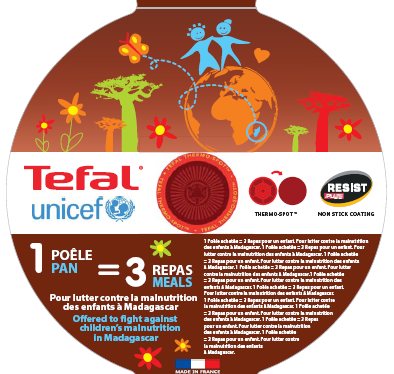 Tefal®
unicef
TEFAL THERMO-SPOT
THERMO-SPOT™
RESIST
PLUS
NON STICK COATING
1 POÊLE
PAN
= 3 REPAS
MEALS
Pour lutter contre la malnutrition
des enfants à Madagascar
Offered to fight against
children's malnutrition
in Madagascar
1 Poêle achetée = 3 Repas pour un enfant. Pour lutter contre la malnutrition
des enfants à Madagascar. 1 Poêle achetée = 3 Repas pour un enfant. Pour
lutter contre la malnutrition des enfants à Madagascar. 1 Poêle achetée
= 3 Repas pour un enfant. Pour lutter contre la malnutrition des enfants
à Madagascar. 1 Poêle achetée = 3 Repas pour un enfant. Pour lutter
contre la malnutrition des enfants à Madagascar. 1 Poêle achetée
= 3 Repas pour un enfant. Pour lutter contre la malnutrition des
enfants à Madagascar. 1 Poêle achetée = 3 Repas pour un enfant.
Pour lutter contre la malnutrition des enfants à Madagascar.
1 Poêle achetée = 3 Repas pour un enfant. Pour lutter contre
la malnutrition des enfants à Madagascar. 1 Poêle achetée
= 3 Repas pour un enfant. Pour lutter contre la malnutrition
des enfants à Madagascar. 1 Poêle achetée = 3 Repas
pour un enfant. Pour lutter contre la malnutrition
des enfants à Madagascar. 1 Poêle achetée
= 3 Repas pour un enfant. Pour lutter contre
la malnutrition des enfants
à Madagascar.
MADE IN FRANCE